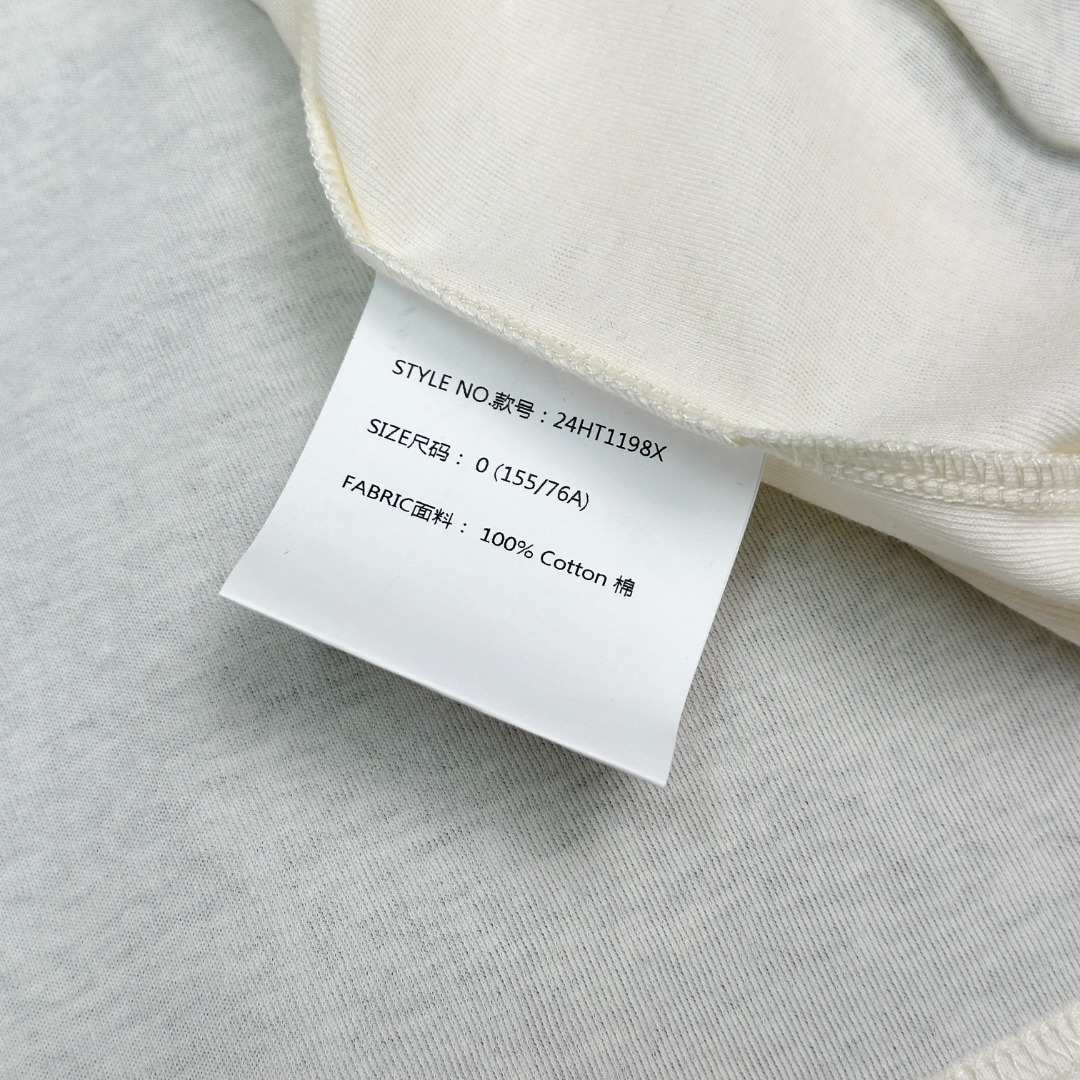 STYLE NO.款号：24HT1198X
SIZE尺码： 0 (155/76A)
FABRIC面料： 100% Cotton 棉